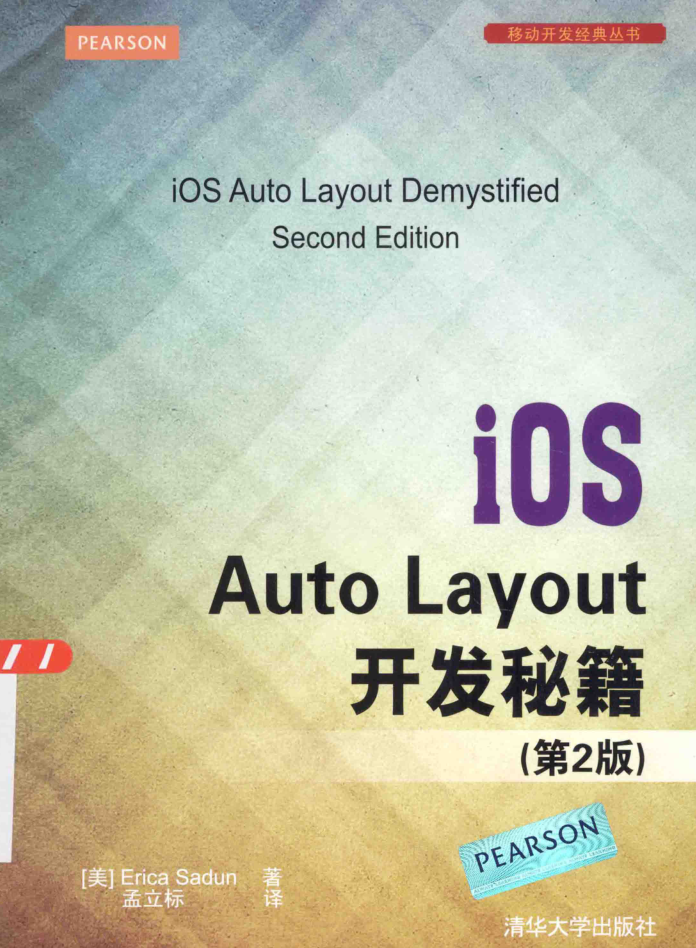 PEARSON
移动开发经典丛书
iOS Auto Layout Demystified
Second Edition
iOS
Auto Layout
开发秘籍
(第2版)
PEARSON
[美] Erica Sadun 著
孟立标 译
清华大学出版社